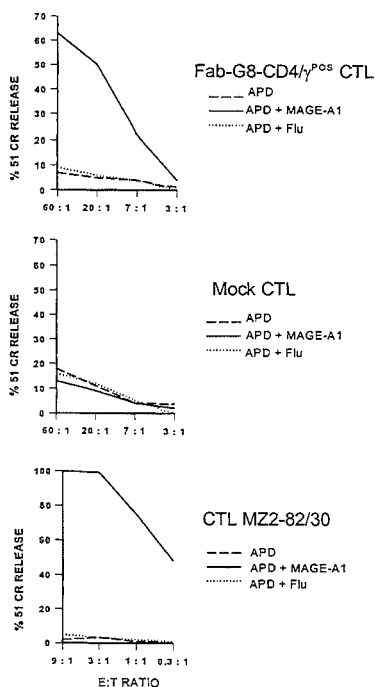 70
60
50
40
30
20
10
0
% 51 CR RELEASE
60 : 1 20 : 1 7 : 1 3 : 1
Fab-G8-CD4/γPOS CTL
APD
APD + MAGE-A1
APD + Flu
70
60
50
40
30
20
10
0
% 51 CR RELEASE
60 : 1 20 : 1 7 : 1 3 : 1
Mock CTL
APD
APD + MAGE-A1
APD + Flu
100
80
60
40
20
0
% 51 CR RELEASE
9 : 1 3 : 1 1 : 1 0,3 : 1
E:T RATIO
CTL MZ2-82/30
APD
APD + MAGE-A1
APD + Flu